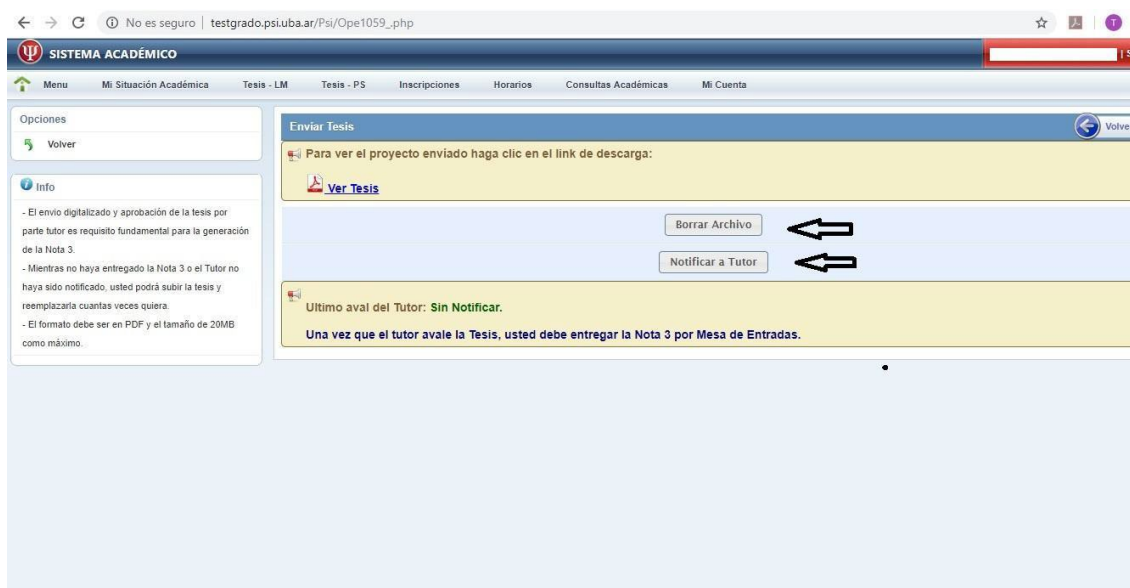 No es seguro | testgrado.psi.uba.ar/Psi/Ope1059_.php
T
Ψ SISTEMA ACADÉMICO
| S
Menu Mi Situación Académica Tesis - LM Tesis - PS Inscripciones Horarios Consultas Académicas Mi Cuenta
Opciones
Volver
Info
- El envio digitalizado y aprobación de la tesis por
parte tutor es requisito fundamental para la generación
de la Nota 3.
- Mientras no haya entregado la Nota 3 o el Tutor no
haya sido notificado, usted podrá subir la tesis y
reemplazarla cuantas veces quiera.
- El formato debe ser en PDF y el tamaño de 20MB
como máximo.
Enviar Tesis
Volve
Para ver el proyecto enviado haga clic en el link de descarga:
Ver Tesis
Borrar Archivo
Notificar a Tutor
Ultimo aval del Tutor: Sin Notificar.
Una vez que el tutor avale la Tesis, usted debe entregar la Nota 3 por Mesa de Entradas.